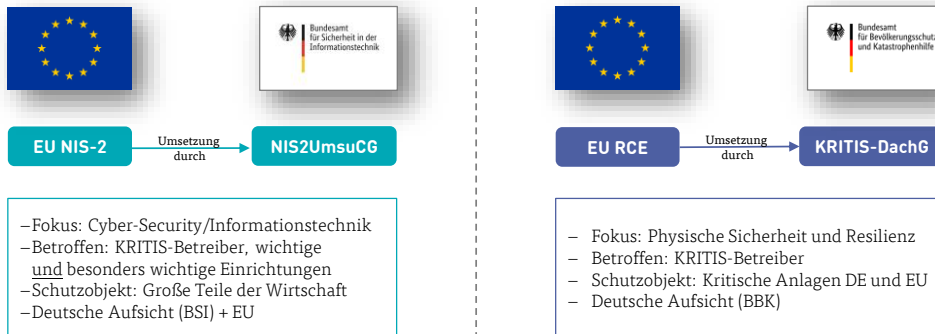 Bundesamt
für Sicherheit in der
Informationstechnik
EU NIS-2
Umsetzung
durch
NIS2UmsuCG
–Fokus: Cyber-Security/Informationstechnik
–Betroffen: KRITIS-Betreiber, wichtige
und besonders wichtige Einrichtungen
–Schutzobjekt: Große Teile der Wirtschaft
–Deutsche Aufsicht (BSI) + EU
Bundesamt
für Bevölkerungsschutz
und Katastrophenhilfe
EU RCE
Umsetzung
durch
KRITIS-DachG
– Fokus: Physische Sicherheit und Resilienz
– Betroffen: KRITIS-Betreiber
– Schutzobjekt: Kritische Anlagen DE und EU
– Deutsche Aufsicht (BBK)